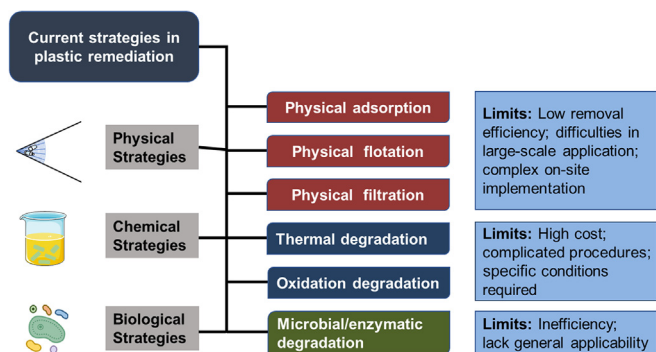 Current strategies in
plastic remediation
Physical
Strategies
Physical adsorption
Physical flotation
Physical filtration
Limits: Low removal
efficiency; difficulties in
large-scale application;
complex on-site
implementation
Chemical
Strategies
Thermal degradation
Oxidation degradation
Limits: High cost;
complicated procedures;
specific conditions
required
Biological
Strategies
Microbial/enzymatic
degradation
Limits: Inefficiency;
lack general applicability